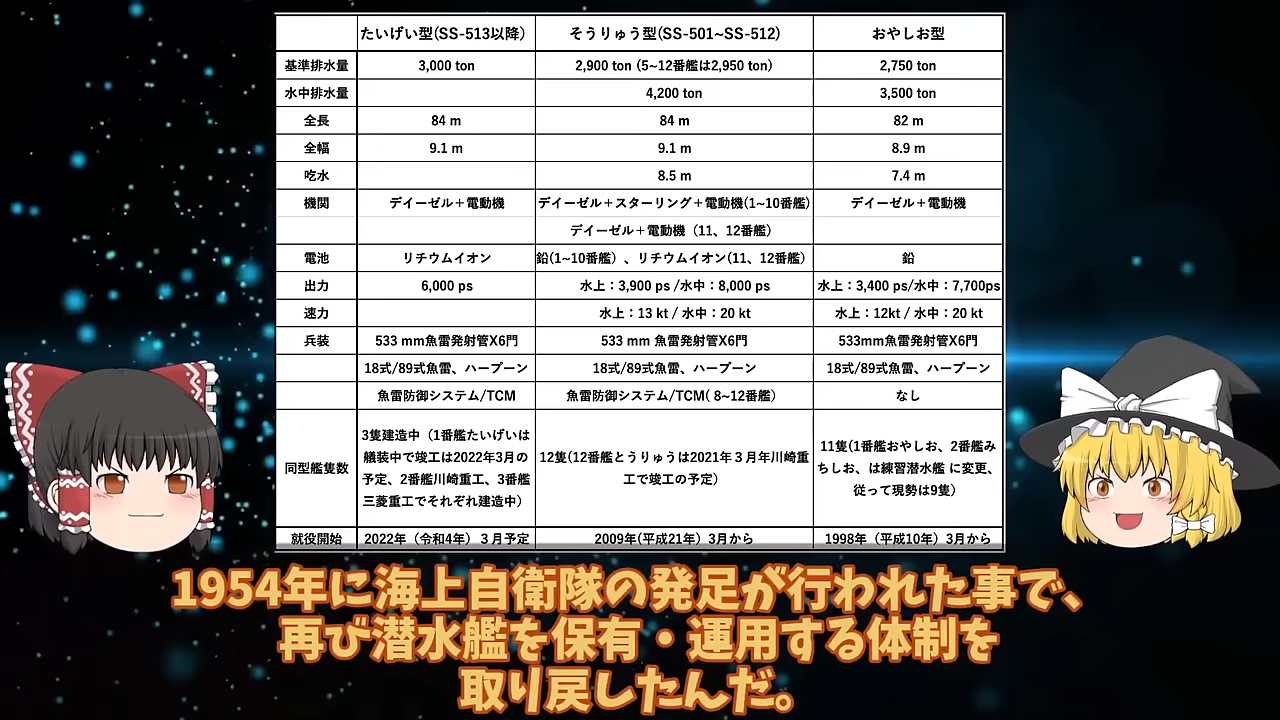 たいげい型(SS-513以降) そうりゅう型(SS-501~SS-512) おやしお型
基準排水量 3,000 ton 2,900 ton (5~12番艦は2,950 ton) 2,750 ton
水中排水量 4,200 ton 3,500 ton
全長 84 m 84 m 82 m
全幅 9.1 m 9.1 m 8.9 m
吃水 8.5 m 7.4 m
機関 デイーゼル＋電動機 デイーゼル＋スターリング＋電動機(1~10番艦) デイーゼル＋電動機
デイーゼル＋電動機（11、12番艦）
電池 リチウムイオン 鉛(1~10番艦）、リチウムイオン(11、12番艦） 鉛
出力 6,000 ps 水上：3,900 ps /水中：8,000 ps 水上：3,400 ps/水中：7,700ps
速力 水上：13 kt / 水中：20 kt 水上：12kt / 水中：20 kt
兵装 533 mm魚雷発射管X6門 533 mm 魚雷発射管X6門 533mm魚雷発射管X6門
18式/89式魚雷、ハープーン 18式/89式魚雷、ハープーン 18式/89式魚雷、ハープーン
魚雷防御システム/TCM 魚雷防御システム/TCM( 8~12番艦） なし
同型艦隻数
3隻建造中（1番艦たいげいは
艤装中で竣工は2022年3月の
予定、2番艦川崎重工、3番艦
三菱重工でそれぞれ建造中）
12隻(12番艦とうりゅうは2021年３月年川崎重
工で竣工の予定）
11隻(1番艦おやしお、2番艦み
ちしお、は練習潜水艦 に変更、
従って現勢は9隻）
就役開始 2022年（令和4年）３月予定 2009年(平成21年）3月から 1998年（平成10年）3月から
1954年に海上自衛隊の発足が行われた事で、
再び潜水艦を保有・運用する体制を
取り戻したんだ。